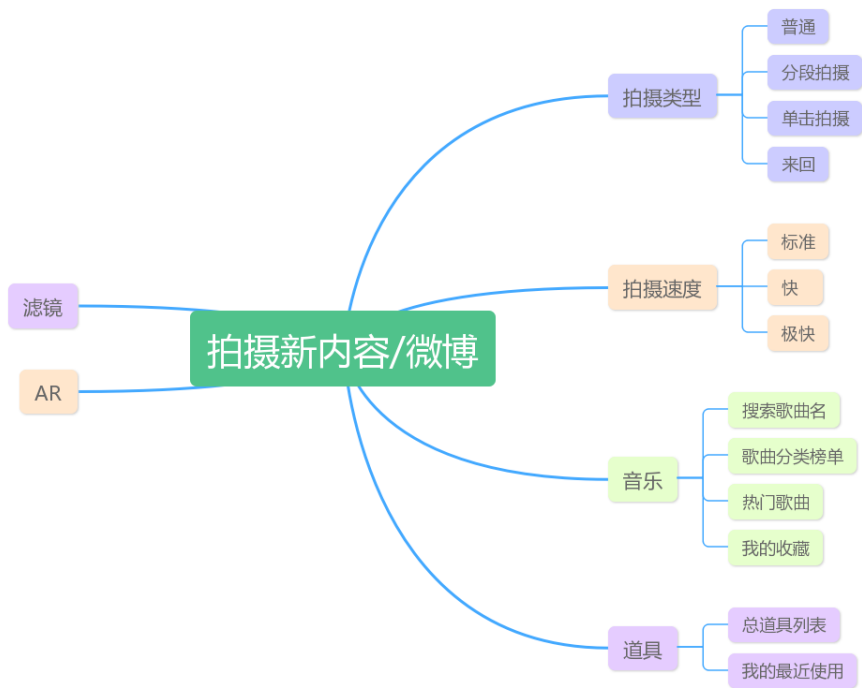 拍摄新内容/微博
拍摄类型
普通
分段拍摄
单击拍摄
来回
拍摄速度
标准
快
极快
音乐
搜索歌曲名
歌曲分类榜单
热门歌曲
我的收藏
道具
总道具列表
我的最近使用
滤镜
AR